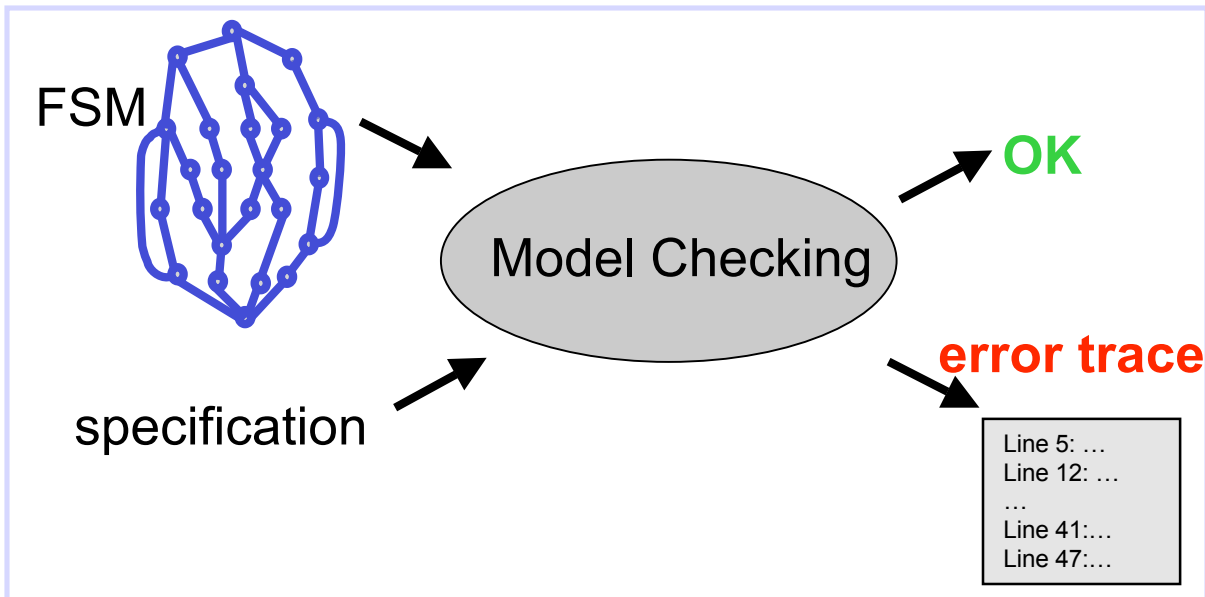 FSM
OK
Model Checking
error trace
specification
Line 5: …
Line 12: …
…
Line 41:…
Line 47:…